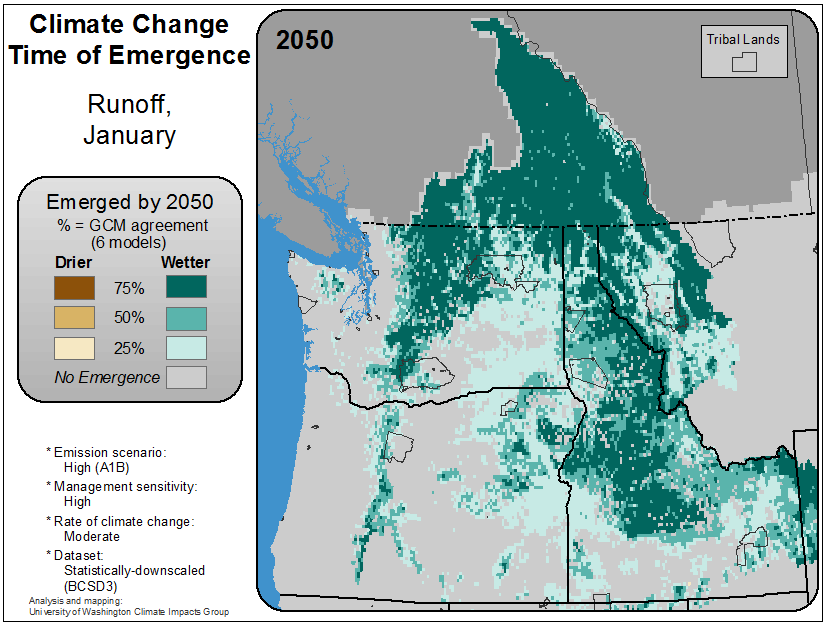 Climate Change
Time of Emergence
Runoff,
January
Emerged by 2050
% = GCM agreement
(6 models)
Drier Wetter
75%
50%
25%
No Emergence
* Emission scenario:
High (A1B)
* Management sensitivity:
High
* Rate of climate change:
Moderate
* Dataset:
Statistically-downscaled
(BCSD3)
Analysis and mapping:
University of Washington Climate Impacts Group
2050
Tribal Lands